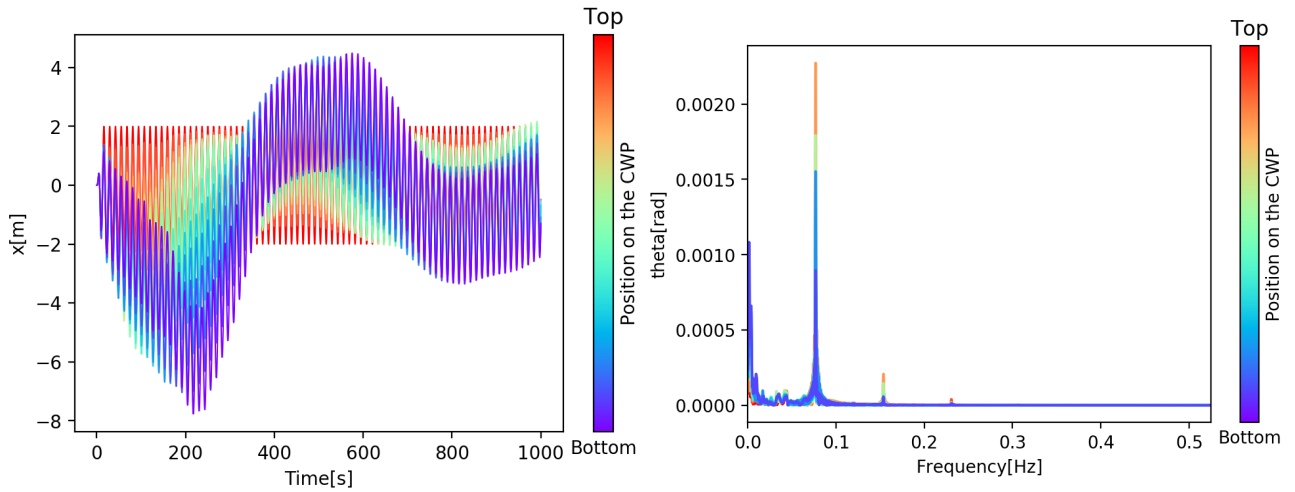 Top
x[m]
4
2
0
−2
−4
−6
−8
0
200
400
600
800
1000
Time[s]
Position on the CWP
Bottom
Top
theta[rad]
0.0020
0.0015
0.0010
0.0005
0.0000
0.0
0.1
0.2
0.3
0.4
0.5
Frequency[Hz]
Position on the CWP
Bottom